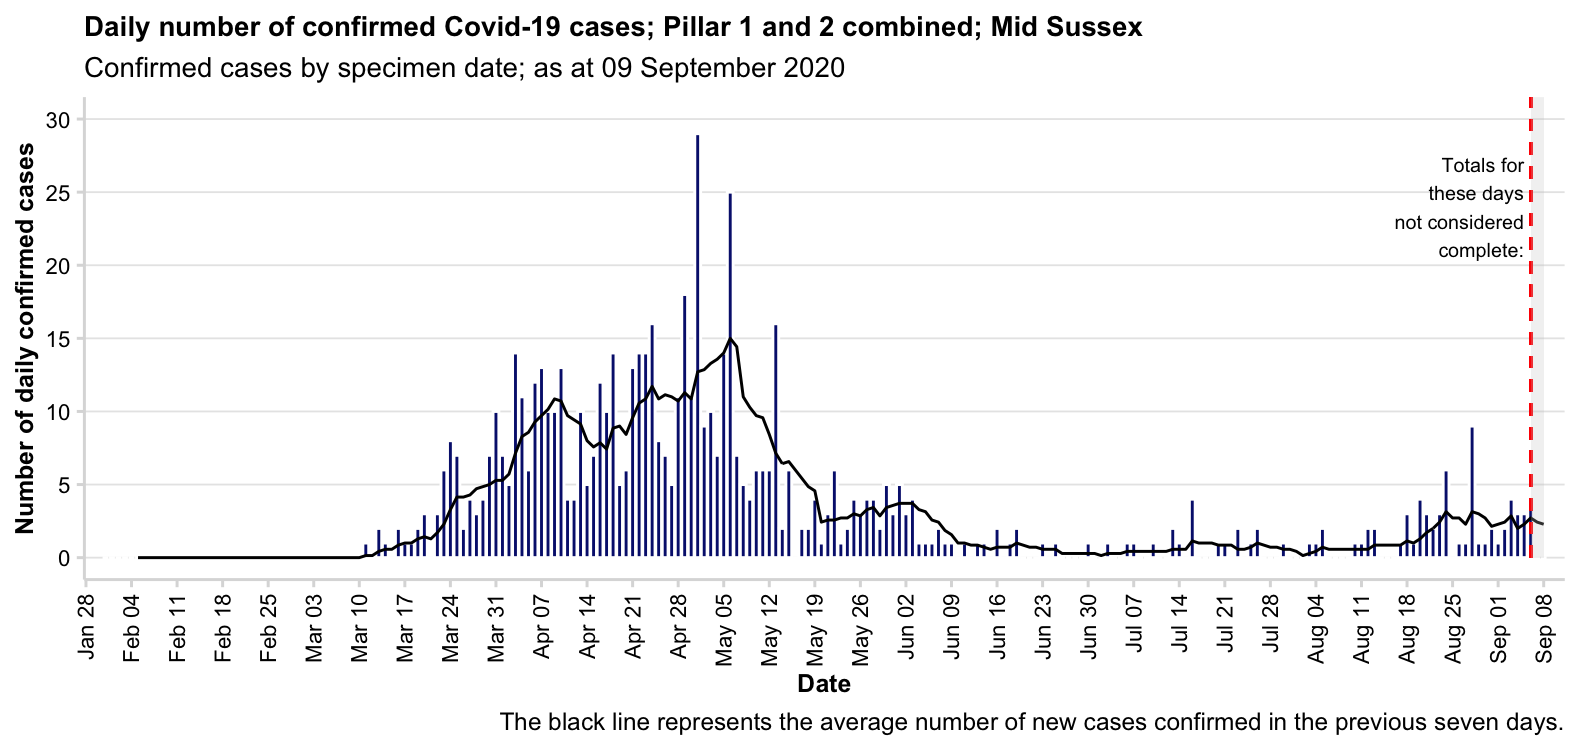 Daily number of confirmed Covid-19 cases; Pillar 1 and 2 combined; Mid Sussex
Confirmed cases by specimen date; as at 09 September 2020
Number of daily confirmed cases
30
25
20
15
10
5
0
Totals for
these days
not considered
complete:
Jan 28
Feb 04
Feb 11
Feb 18
Feb 25
Mar 03
Mar 10
Mar 17
Mar 24
Mar 31
Apr 07
Apr 14
Apr 21
Apr 28
May 05
May 12
May 19
May 26
Jun 02
Jun 09
Jun 16
Jun 23
Jun 30
Jul 07
Jul 14
Jul 21
Jul 28
Aug 04
Aug 11
Aug 18
Aug 25
Sep 01
Sep 08
Date
The black line represents the average number of new cases confirmed in the previous seven days.